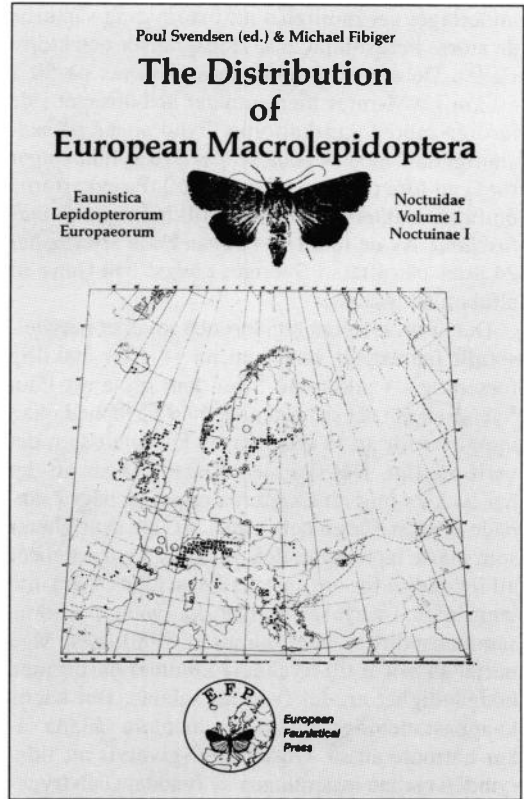 Poul Svendsen (ed.) & Michael Fibiger
The Distribution
of
European Macrolepidoptera
Faunistica
Lepidopterorum
Europaeorum
Noctuidae
Volume 1
Noctuinae I
E.F.P.
European
Faunistical
Press